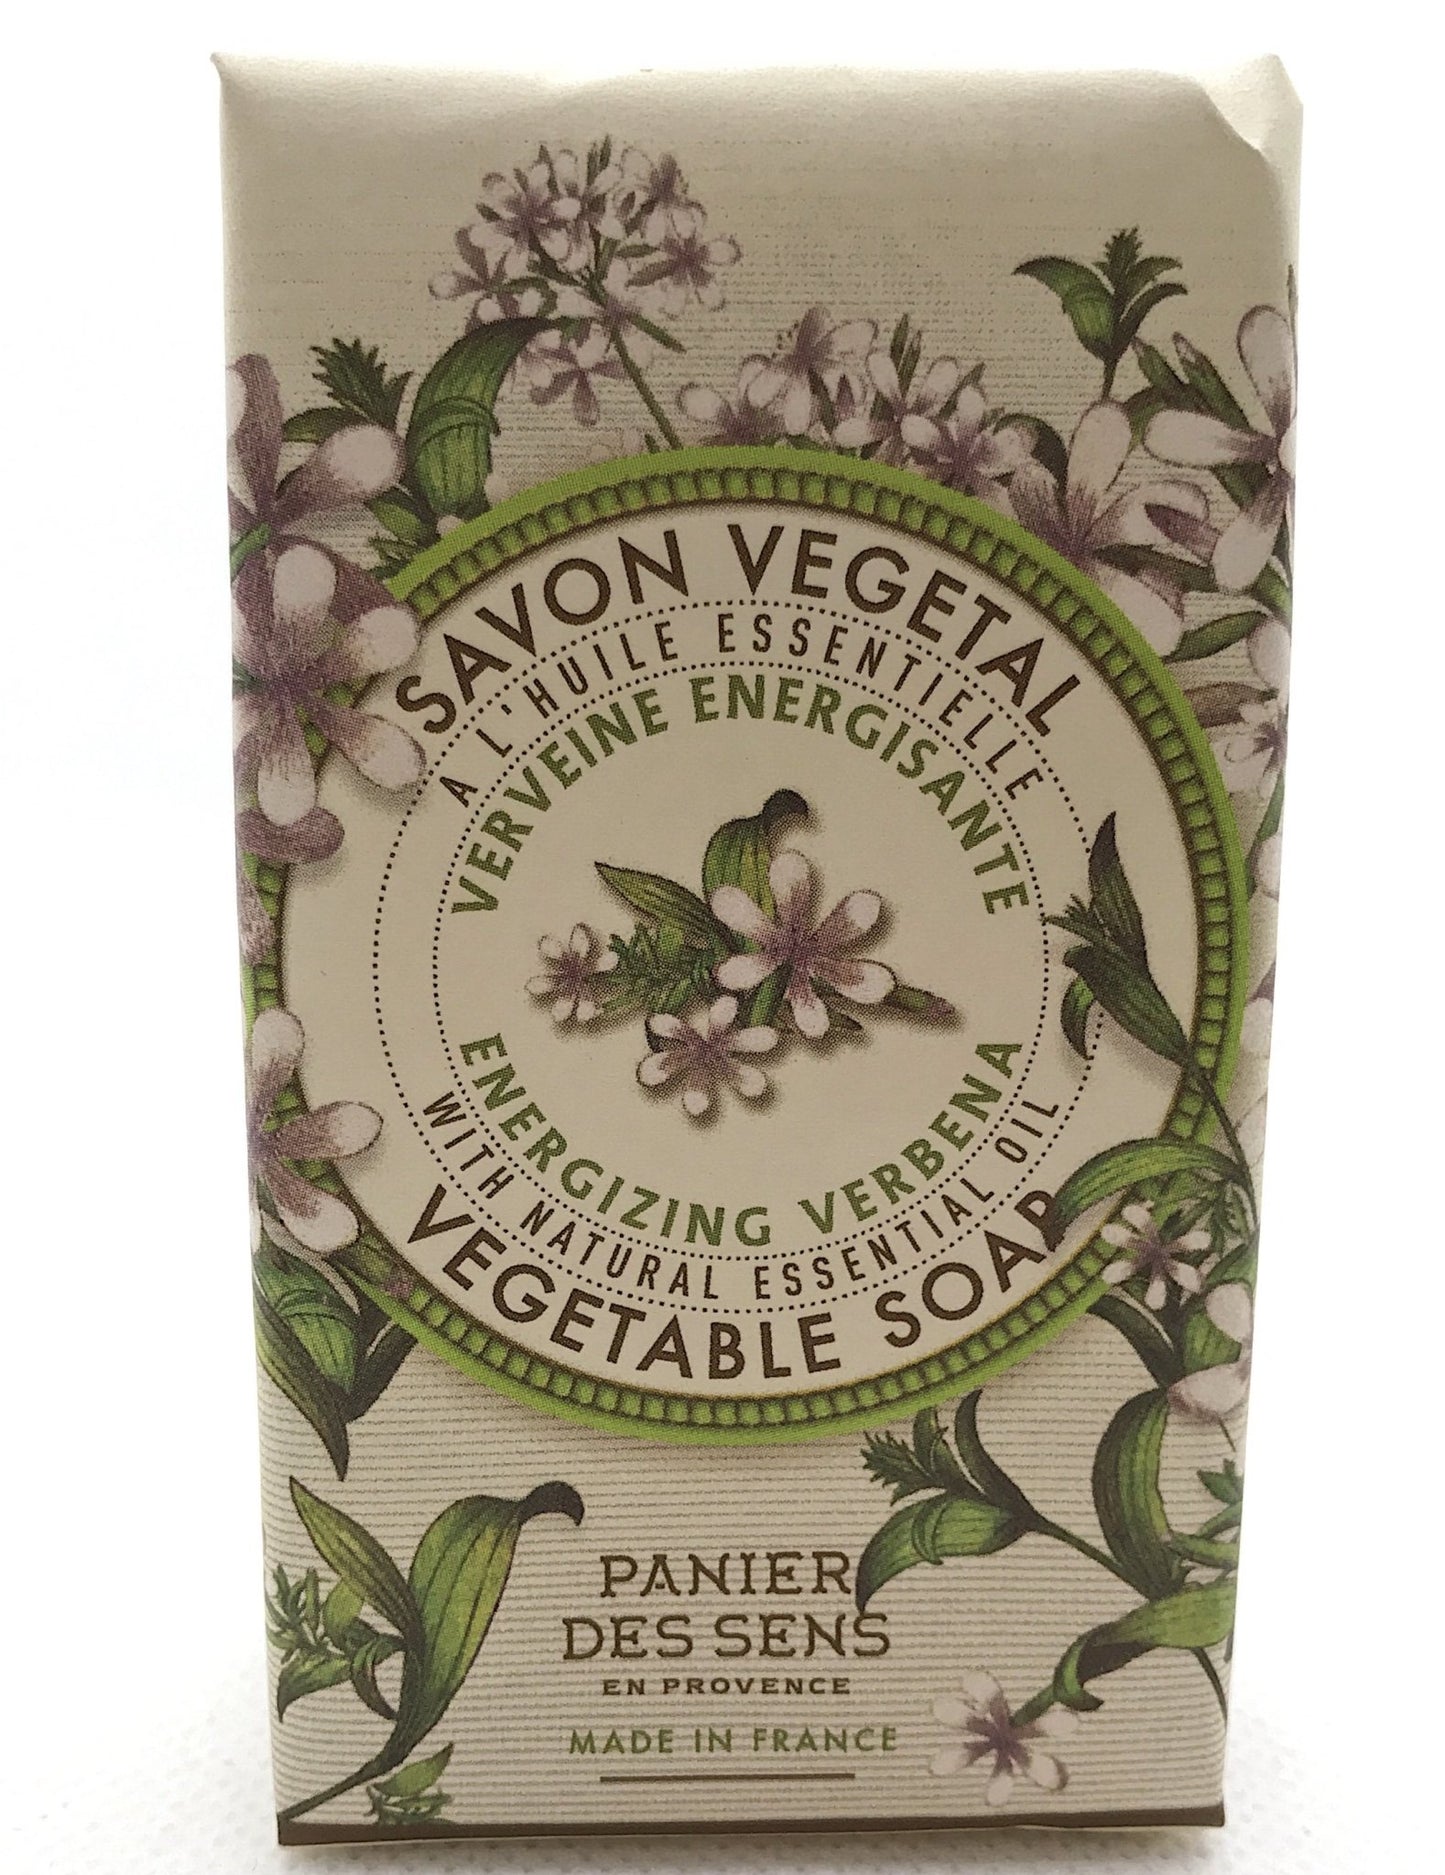 SAVON VEGETAL
A L'HUILE ESSENTIELLE
VERVEINE ENERGISANTE
ENERGIZING VERBENA
WITH NATURAL ESSENTIAL OIL
VEGETABLE SOAP
PANIER
DES SENS
EN PROVENCE
MADE IN FRANCE